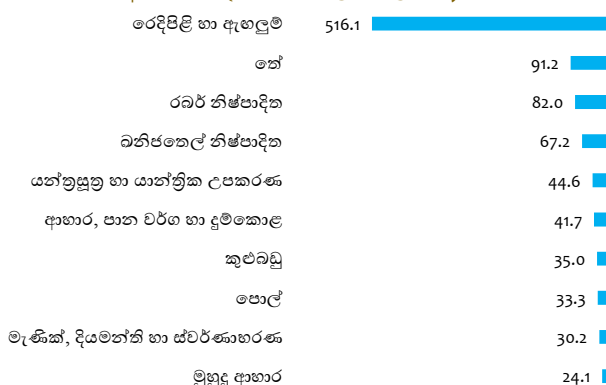 රෙදිපිළි හා ඇඟලුම් 516.1
තේ 91.2
රබර් නිෂ්පාදිත 82.0
ඛනිජතෙල් නිෂ්පාදිත 67.2
යන්ත්‍රසූත්‍ර හා යාන්ත්‍රික උපකරණ 44.6
ආහාර, පාන වර්ග හා දුම්කොළ 41.7
කුළුබඩු 35.0
පොල් 33.3
මැණික්, දියමන්ති හා ස්වර්ණාභරණ 30.2
මුහුදු ආහාර 24.1